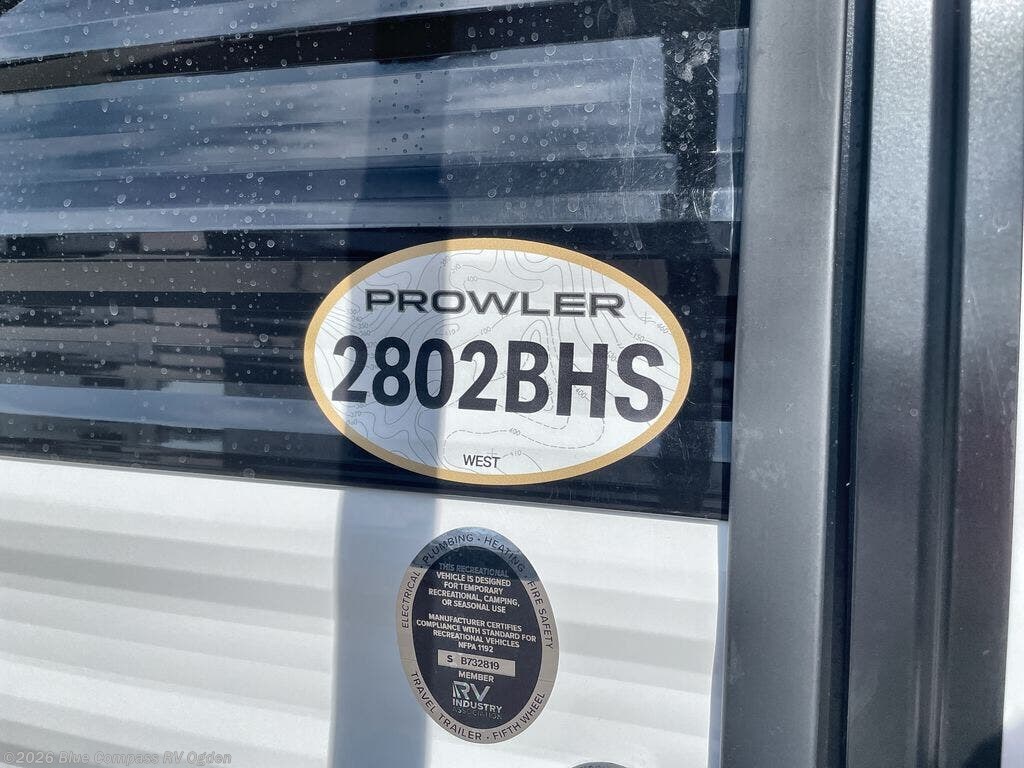 PROWLER
2802BHS
WEST
ELECTRICAL · PLUMBING · HEATING · FIRE SAFETY
THIS RECREATIONAL
VEHICLE IS DESIGNED
FOR TEMPORARY
RECREATIONAL, CAMPING,
OR SEASONAL USE
MANUFACTURER CERTIFIES
COMPLIANCE WITH STANDARD FOR
RECREATIONAL VEHICLES
NFPA 1192
S B732819
MEMBER
RV
INDUSTRY
ASSOCIATION
TRAVEL TRAILER · FIFTH WHEEL
©2026 Blue Compass RV Ogden